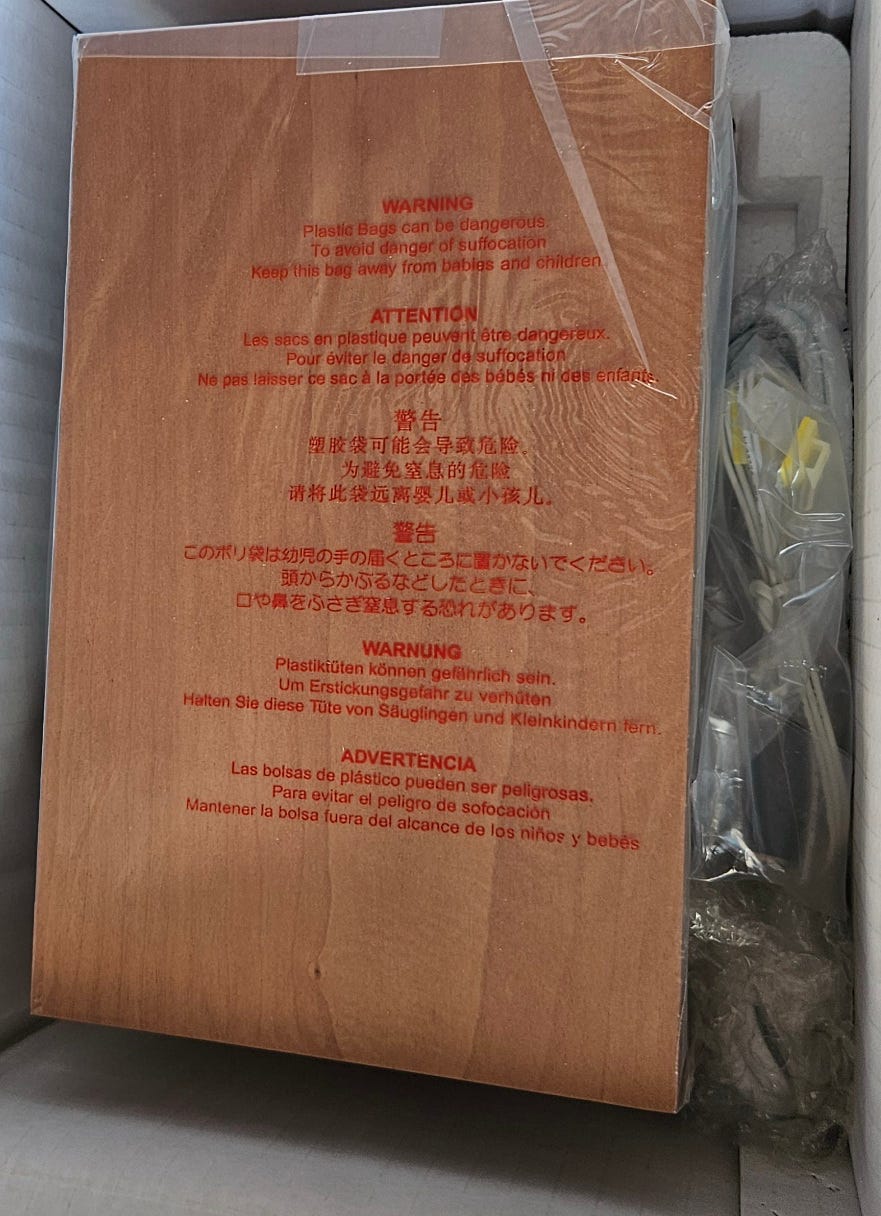 WARNING
Plastic Bags can be dangerous.
To avoid danger of suffocation
Keep this bag away from babies and children.
ATTENTION
Les sacs en plastique peuvent être dangereux.
Pour éviter le danger de suffocation
Ne pas laisser ce sac à la portée des bébés ni des enfants.
警告
塑胶袋可能会导致危险。
为避免窒息的危险
请将此袋远离婴儿或小孩儿。
警告
このポリ袋は幼児の手の届くところに置かないでください。
頭からかぶるなどしたときに、
口や鼻をふさぎ窒息する恐れがあります。
WARNUNG
Plastiktüten können gefährlich sein.
Um Erstickungsgefahr zu verhüten
Halten Sie diese Tüte von Säuglingen und Kleinkindern fern.
ADVERTENCIA
Las bolsas de plástico pueden ser peligrosas.
Para evitar el peligro de sofocación
Mantener la bolsa fuera del alcance de los niños y bebés